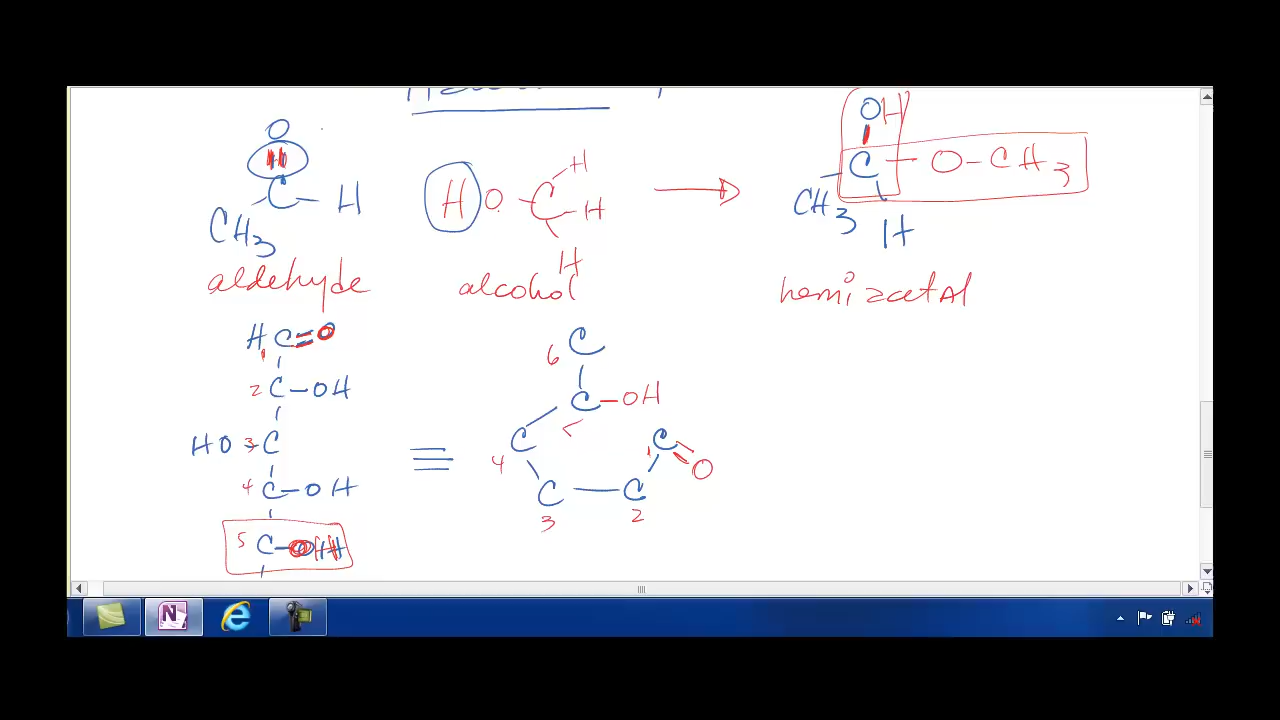 O
C H
CH3
H O C H
H
H
OH
C O-CH3
CH3
H
aldehyde alcohol hemiacetal
H C=O
1
2 C-OH
HO 3 C
4 C-OH
5 C-OH
6 C
C-OH
5
4 C
C 1
O
3 C C 2